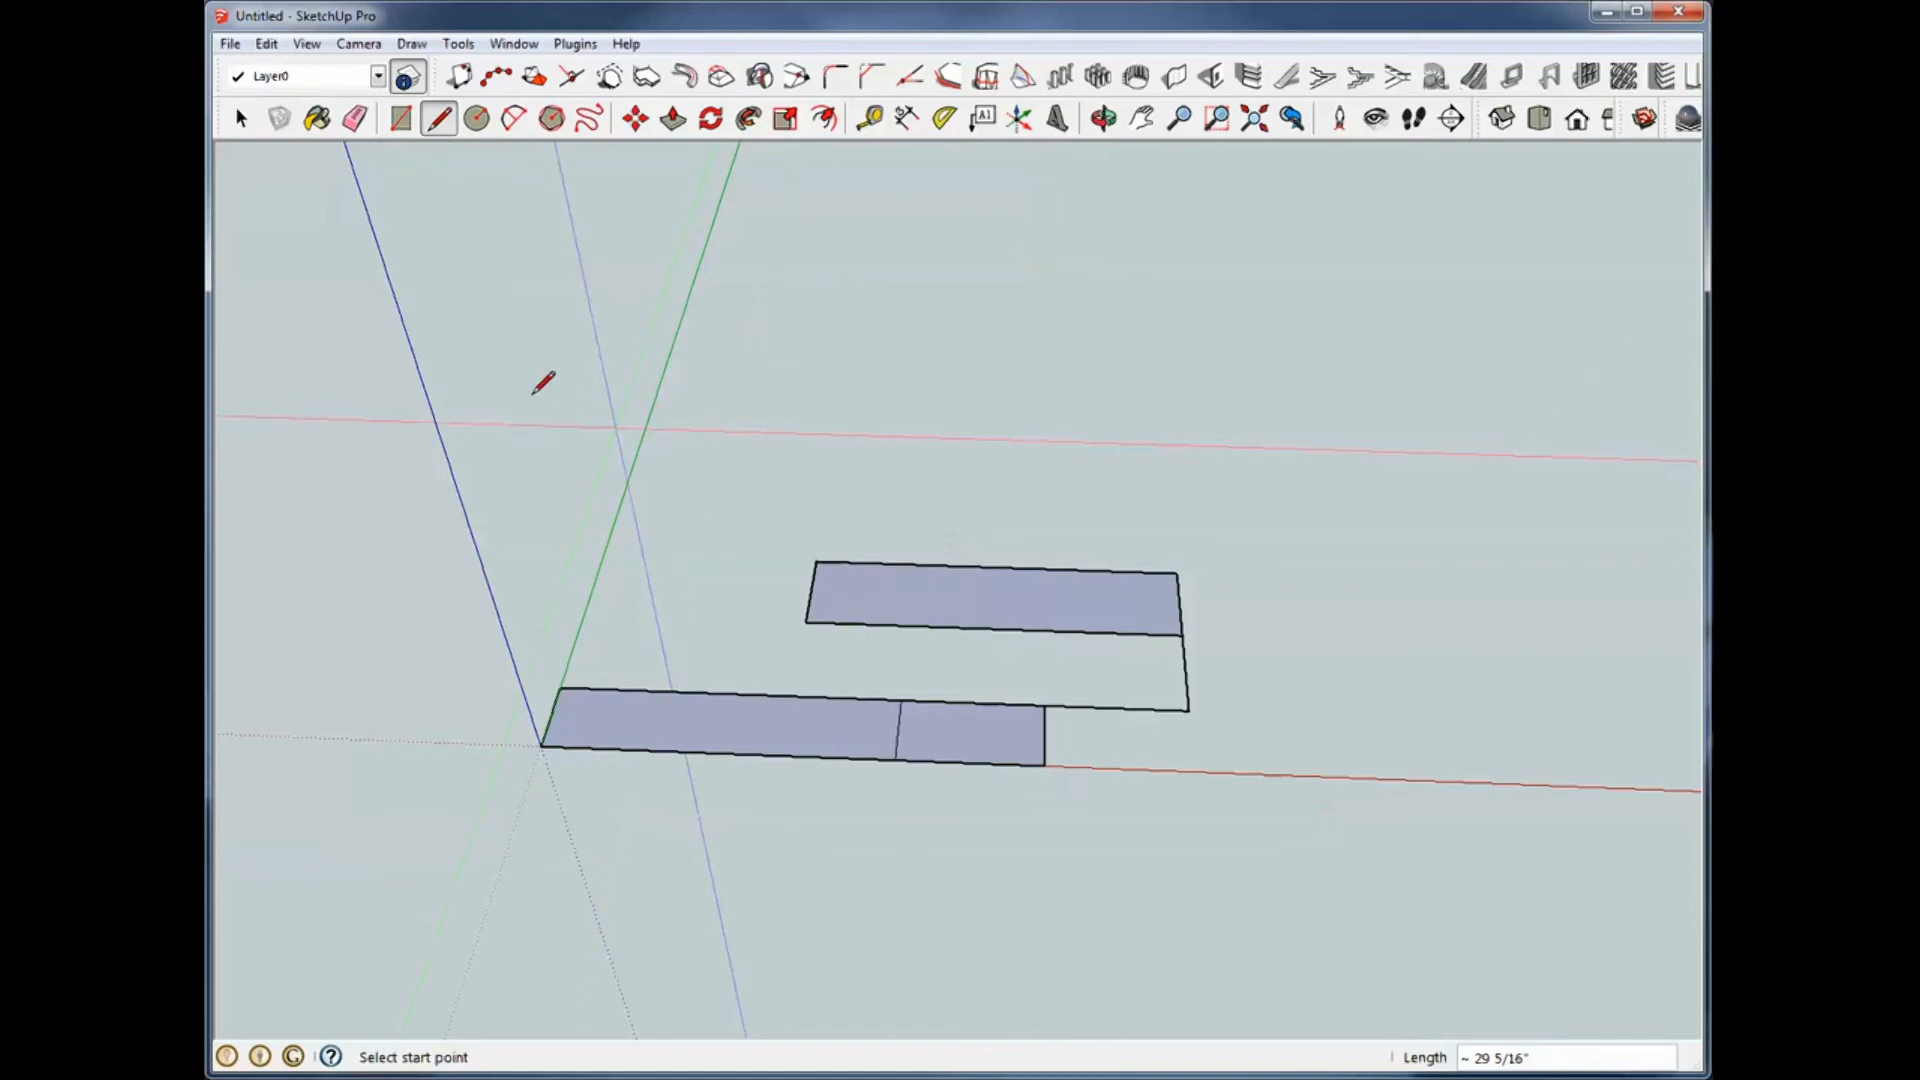 Untitled - SketchUp Pro
File Edit View Camera Draw Tools Window Plugins Help
Layer0
A1
Select start point
Length ~ 29 5/16"